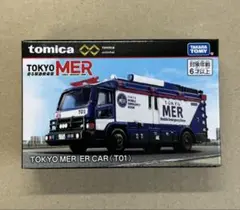 tomica
TAKARA TOMY
TOKYO MER
対象年齢
6才以上
T01
TOKYO
MER
TOKYO MER ER CAR (T01)